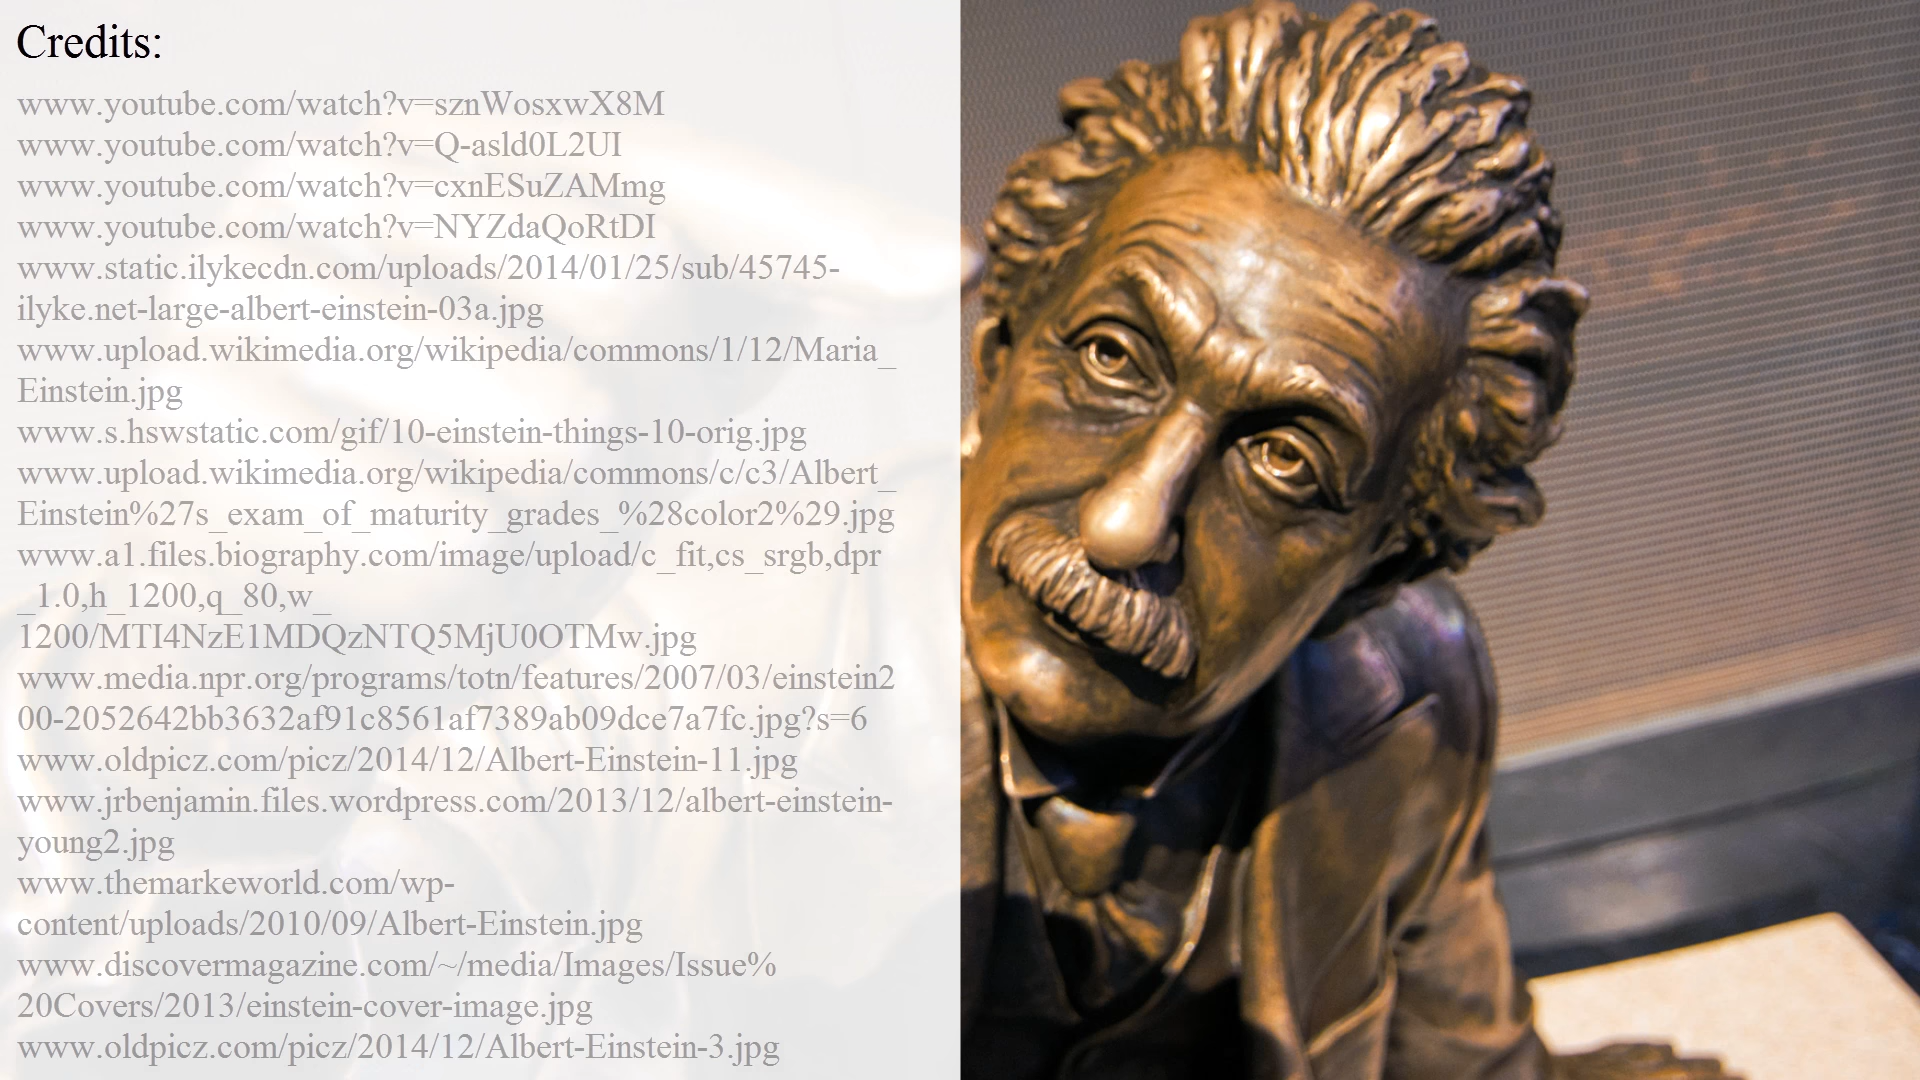 Credits:
www.youtube.com/watch?v=sznWosxwX8M
www.youtube.com/watch?v=Q-asld0L2UI
www.youtube.com/watch?v=cxnESuZAMmg
www.youtube.com/watch?v=NYZdaQoRtDI
www.static.ilykecdn.com/uploads/2014/01/25/sub/45745-
ilyke.net-large-albert-einstein-03a.jpg
www.upload.wikimedia.org/wikipedia/commons/1/12/Maria_
Einstein.jpg
www.s.hswstatic.com/gif/10-einstein-things-10-orig.jpg
www.upload.wikimedia.org/wikipedia/commons/c/c3/Albert_
Einstein%27s_exam_of_maturity_grades_%28color2%29.jpg
www.a1.files.biography.com/image/upload/c_fit,cs_srgb,dpr
_1.0,h_1200,q_80,w_
1200/MTI4NzE1MDQzNTQ5MjU0OTMw.jpg
www.media.npr.org/programs/totn/features/2007/03/einstein2
00-2052642bb3632af91c8561af7389ab09dce7a7fc.jpg?s=6
www.oldpicz.com/picz/2014/12/Albert-Einstein-11.jpg
www.jrbenjamin.files.wordpress.com/2013/12/albert-einstein-
young2.jpg
www.themarkeworld.com/wp-
content/uploads/2010/09/Albert-Einstein.jpg
www.discovermagazine.com/~/media/Images/Issue%
20Covers/2013/einstein-cover-image.jpg
www.oldpicz.com/picz/2014/12/Albert-Einstein-3.jpg